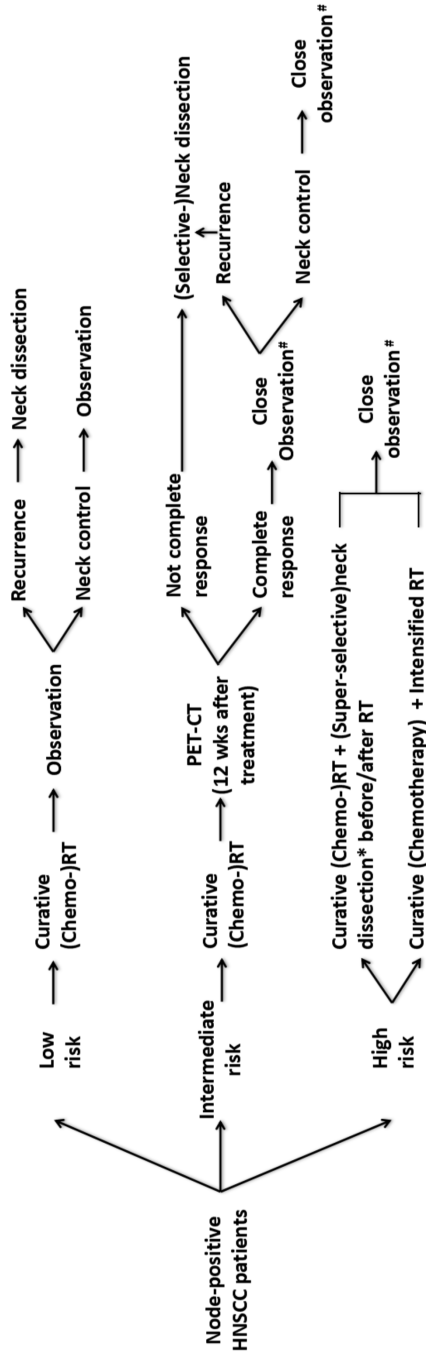 Node-positive
HNSCC patients
Low
risk
Curative
(Chemo-)RT
Observation
Recurrence
Neck dissection
Neck control
Observation
Intermediate
risk
Curative
(Chemo-)RT
PET-CT
(12 wks after
treatment)
Not complete
response
(Selective-)Neck dissection
Complete
response
Close
Observation#
Recurrence
Neck control
Close
observation#
High
risk
Curative (Chemo-)RT + (Super-selective)neck
dissection* before/after RT
Curative (Chemotherapy) + Intensified RT
Close
observation#